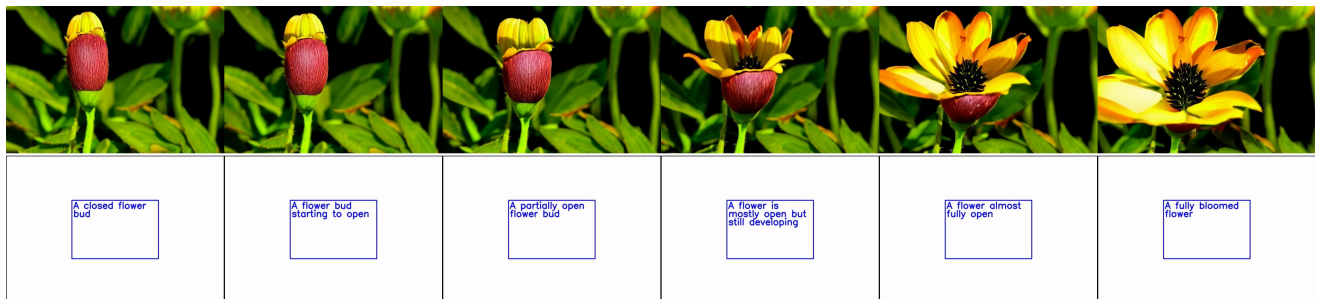 A closed flower
bud
A flower bud
starting to open
A partially open
flower bud
A flower is
mostly open but
still developing
A flower almost
fully open
A fully bloomed
flower